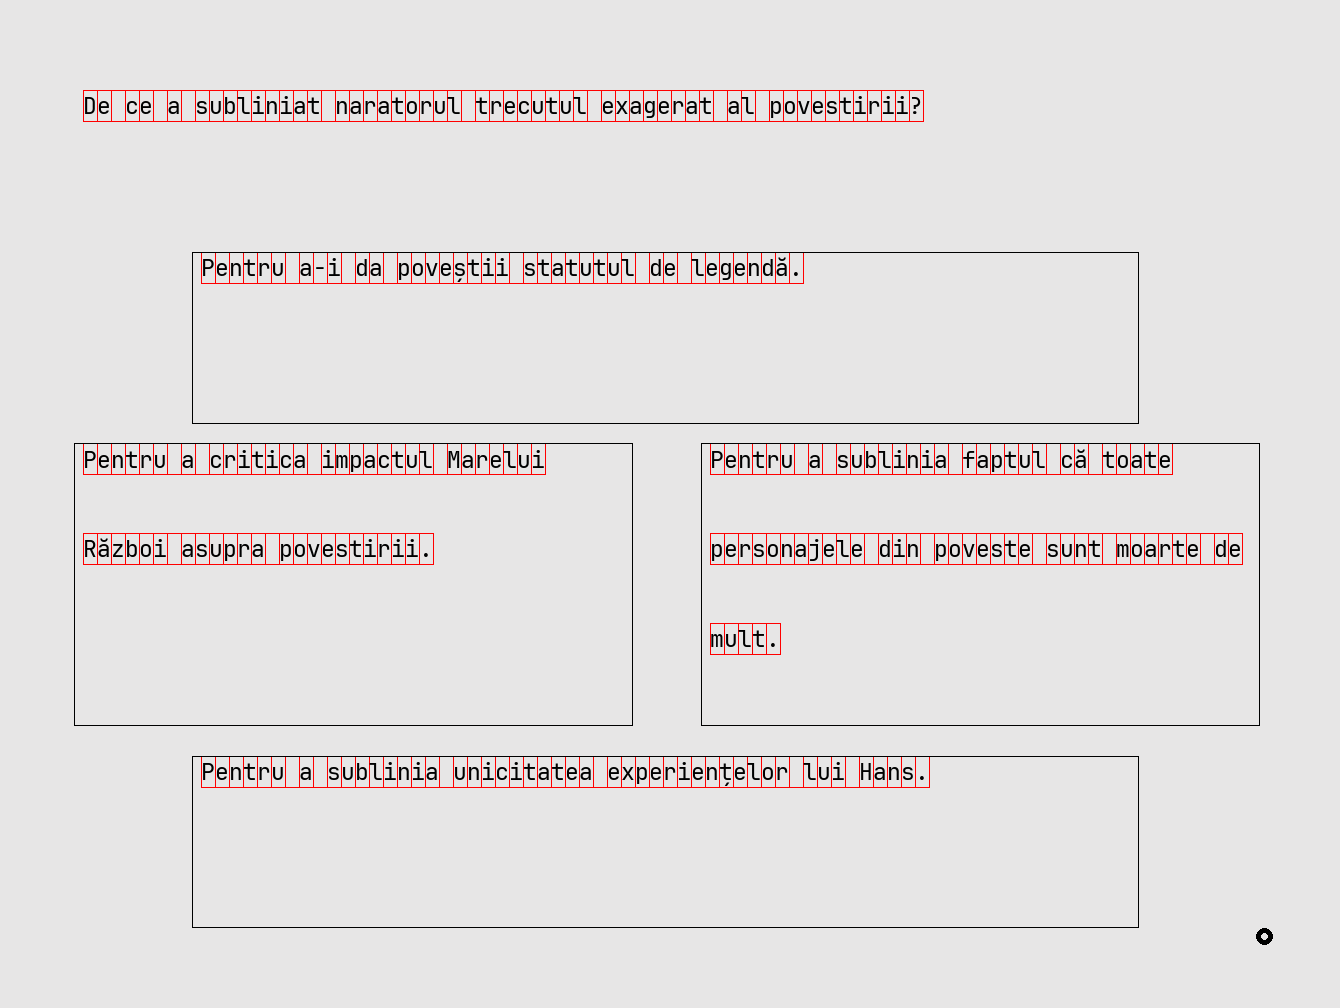 De ce a subliniat naratorul trecutul exagerat al povestirii?
Pentru a-i da poveștii statutul de legendă.
Pentru a critica impactul Marelui
Război asupra povestirii.
Pentru a sublinia faptul că toate
personajele din poveste sunt moarte de
mult.
Pentru a sublinia unicitatea experiențelor lui Hans.